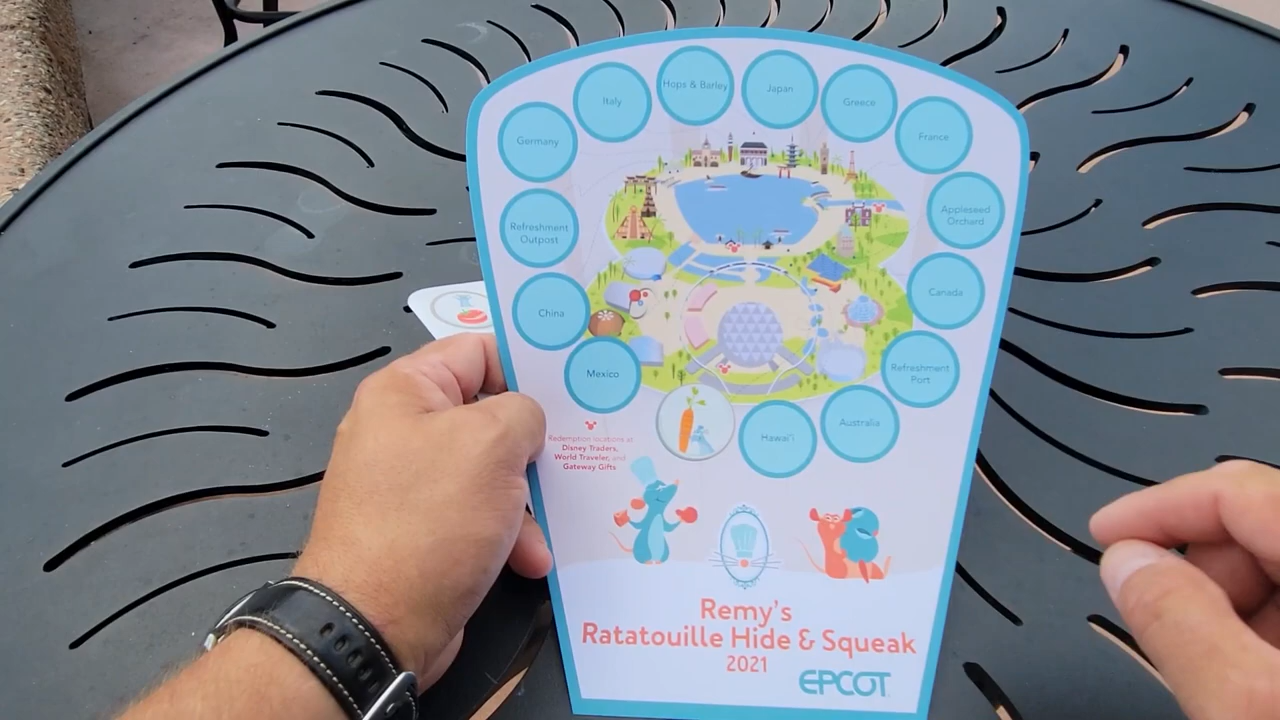 Hops & Barley
Japan
Italy
Greece
Germany
France
Refreshment
Outpost
Appleseed
Orchard
China
Canada
Mexico
Refreshment
Port
Hawai'i
Australia
Redemption locations at
Disney Traders,
World Traveler, and
Gateway Gifts
Remy's
Ratatouille Hide & Squeak
2021
EPCOT